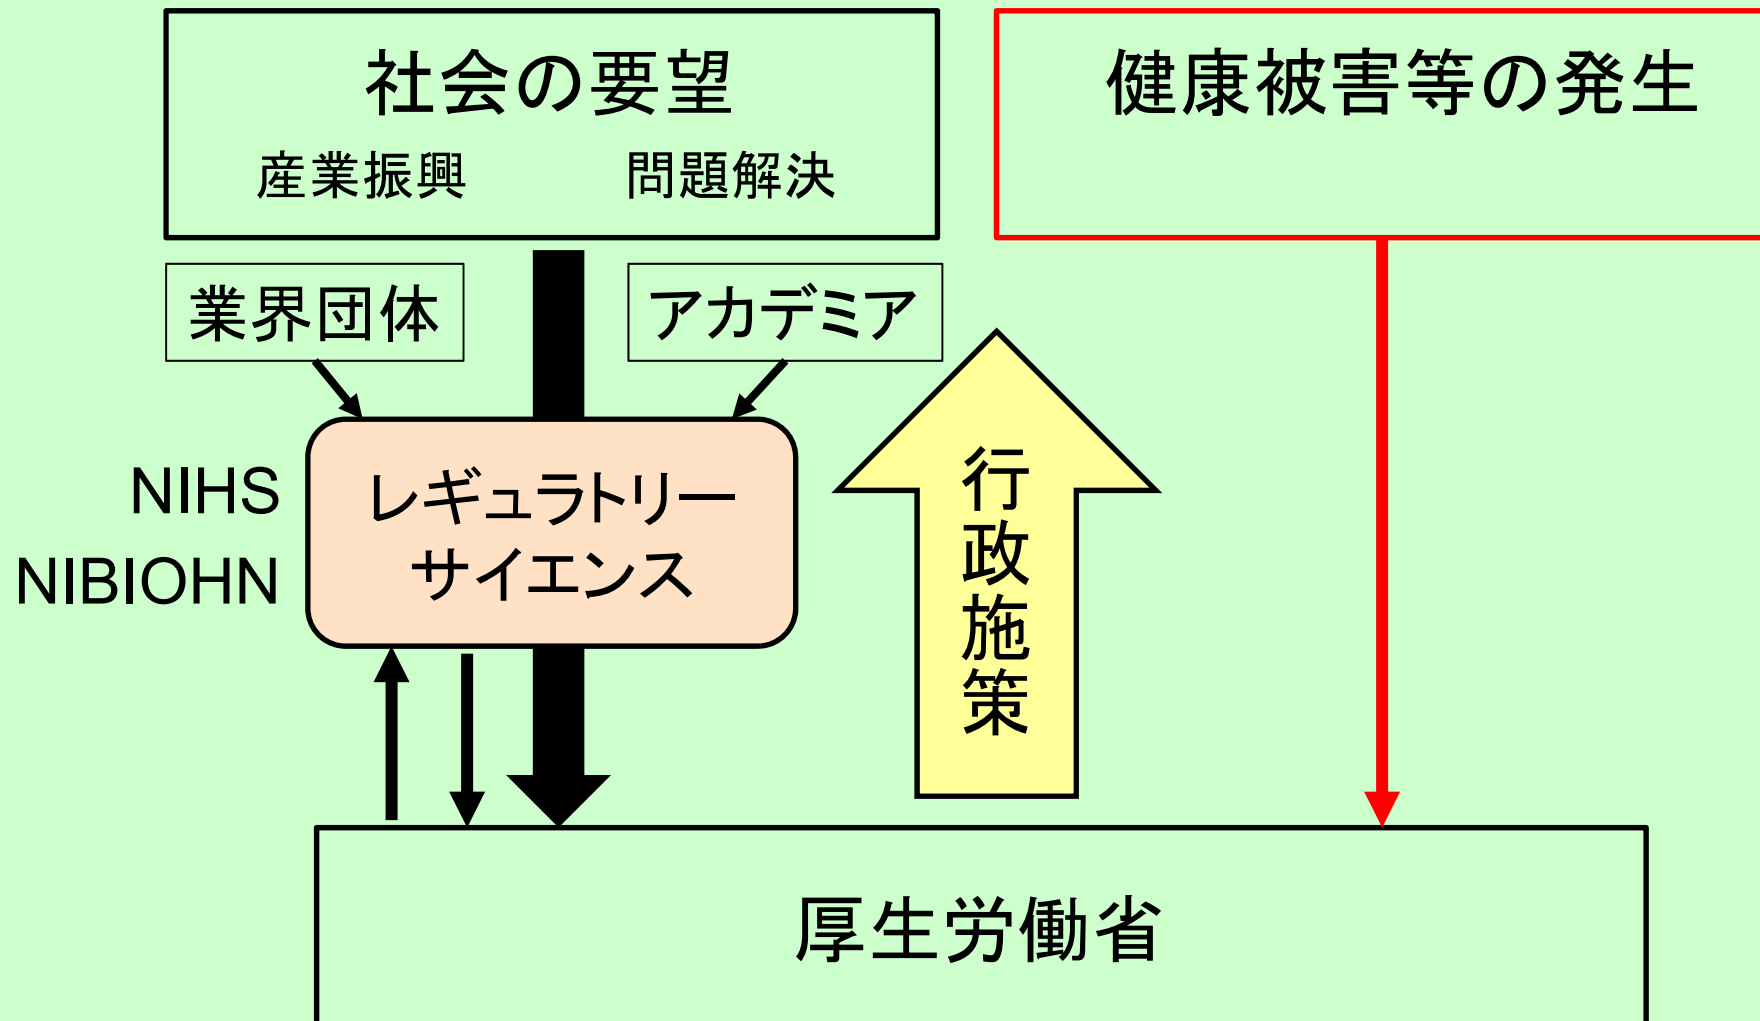 社会の要望
産業振興 問題解決
健康被害等の発生
業界団体
アカデミア
NIHS
NIBIOHN
レギュラトリー
サイエンス
行政施策
厚生労働省